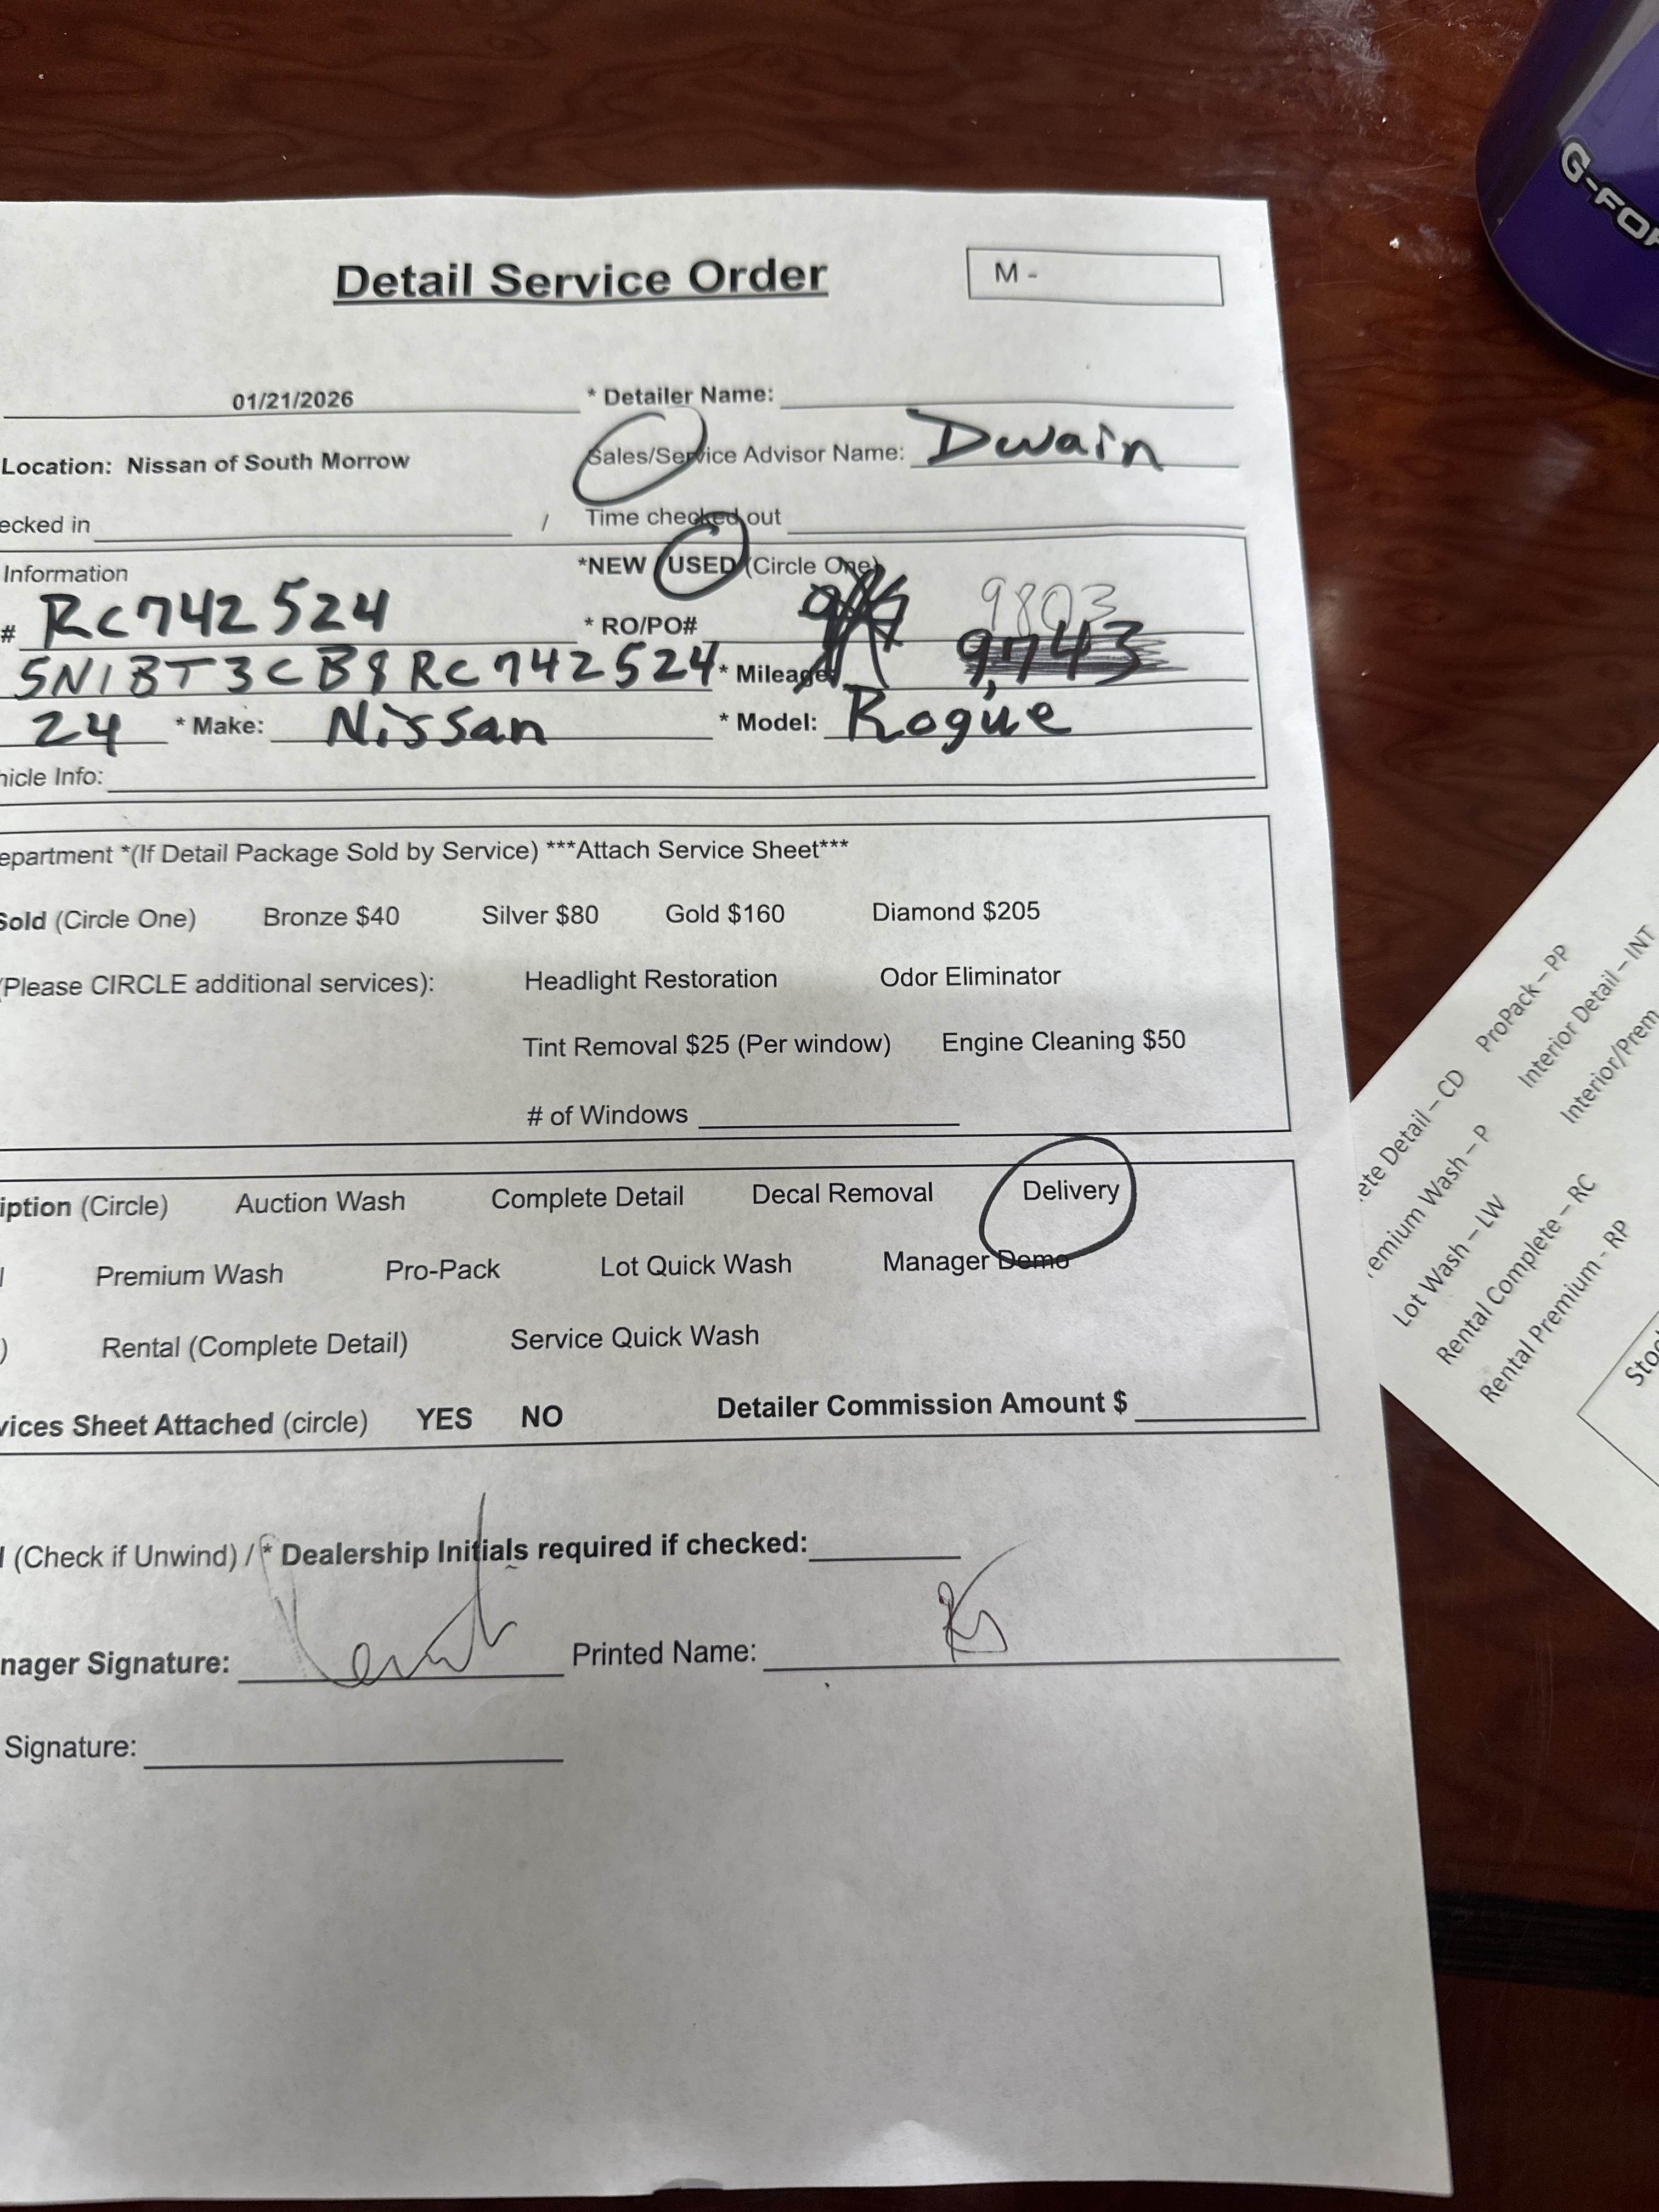 G-FOR
Detail Service Order
M -
01/21/2026 * Detailer Name:
Location: Nissan of South Morrow Sales/Service Advisor Name: Dwain
ecked in / Time checked out
Information *NEW USED (Circle One)
# RC742524 * RO/PO# 9803
5N1BT3CB8RC742524 * Mileage 9,743
24 * Make: Nissan * Model: Rogue
hicle Info:
epartment *(If Detail Package Sold by Service) ***Attach Service Sheet***
Sold (Circle One) Bronze $40 Silver $80 Gold $160 Diamond $205
(Please CIRCLE additional services): Headlight Restoration Odor Eliminator
Tint Removal $25 (Per window) Engine Cleaning $50
# of Windows
iption (Circle) Auction Wash Complete Detail Decal Removal Delivery
l Premium Wash Pro-Pack Lot Quick Wash Manager Demo
) Rental (Complete Detail) Service Quick Wash
vices Sheet Attached (circle) YES NO Detailer Commission Amount $
l (Check if Unwind) / * Dealership Initials required if checked:
nager Signature: Printed Name:
Signature:
ete Detail – CD ProPack – PP
remium Wash – P Interior Detail – INT
Lot Wash – LW Interior/Prem
Rental Complete – RC
Rental Premium - RP
Stoc